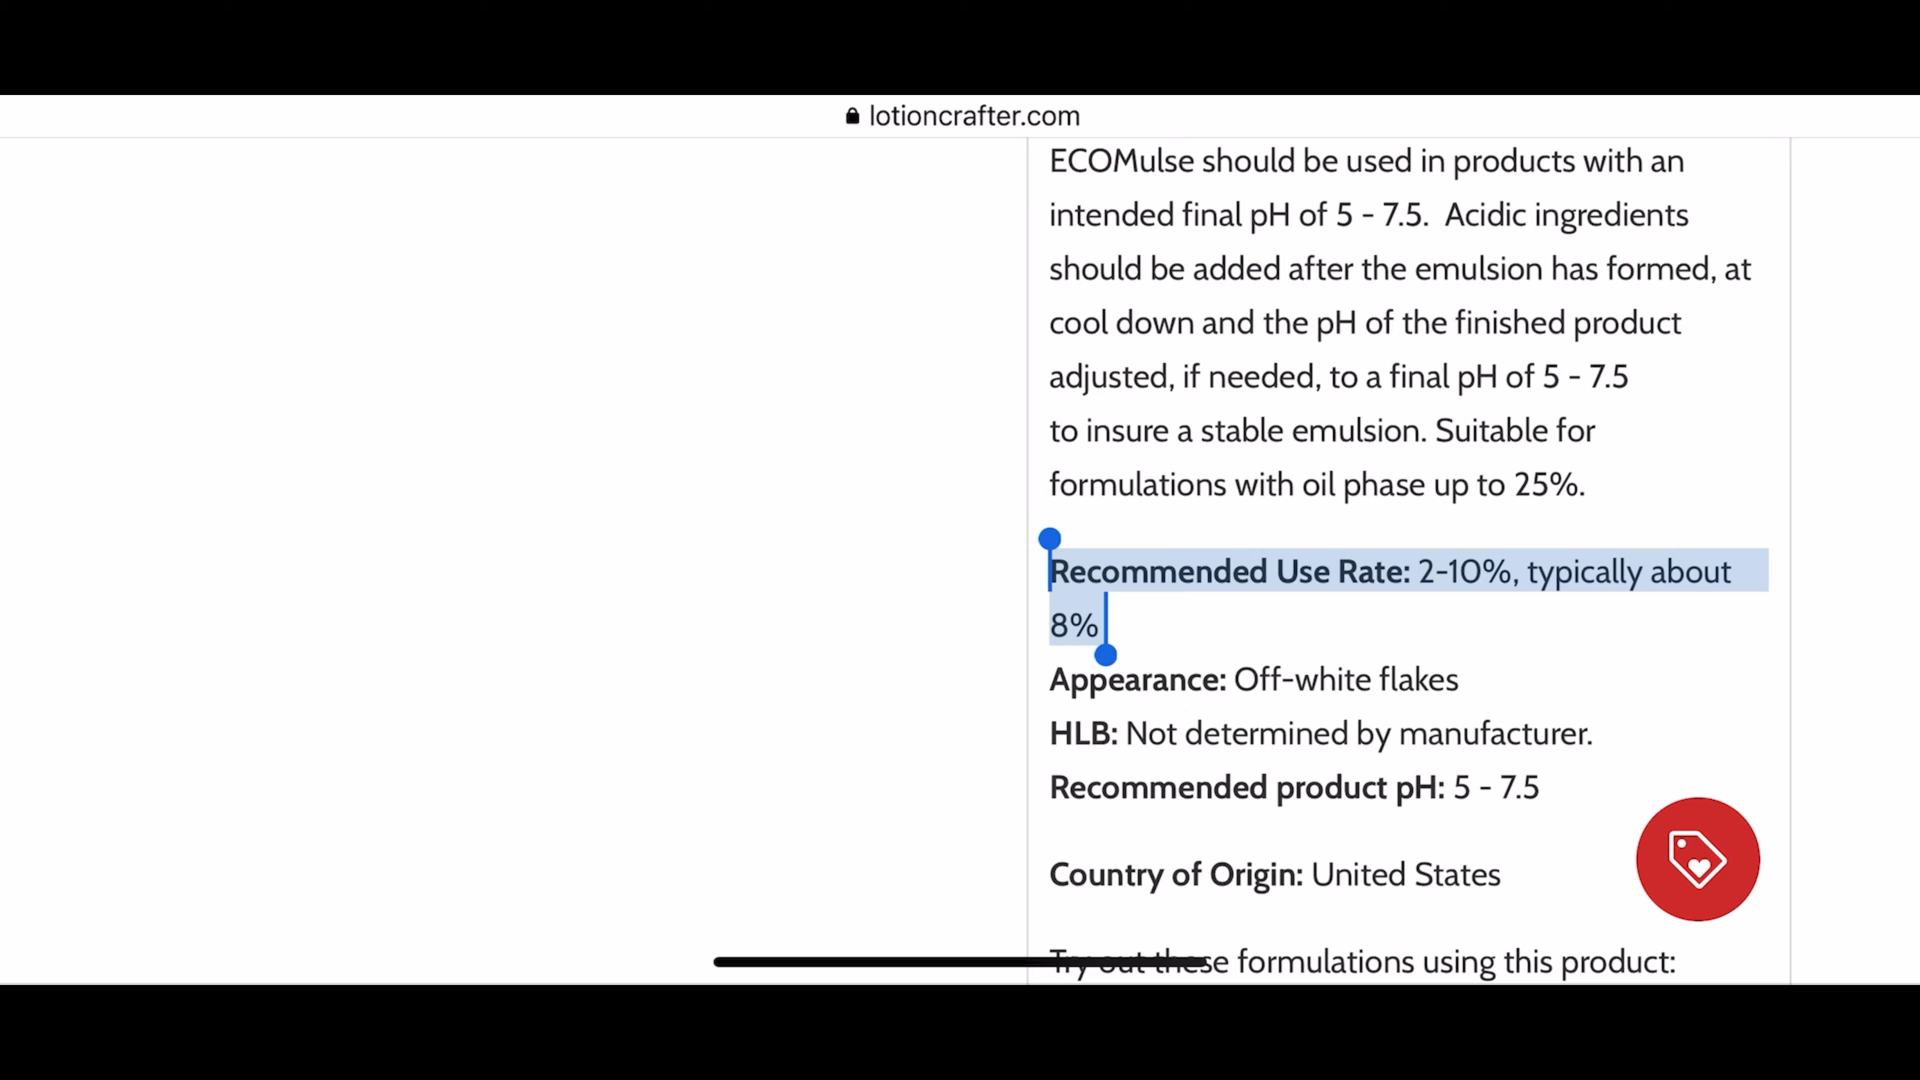 lotioncrafter.com
ECOMulse should be used in products with an
intended final pH of 5 - 7.5.  Acidic ingredients
should be added after the emulsion has formed, at
cool down and the pH of the finished product
adjusted, if needed, to a final pH of 5 - 7.5
to insure a stable emulsion. Suitable for
formulations with oil phase up to 25%.
Recommended Use Rate: 2-10%, typically about
8%
Appearance: Off-white flakes
HLB: Not determined by manufacturer.
Recommended product pH: 5 - 7.5
Country of Origin: United States
Try out these formulations using this product: